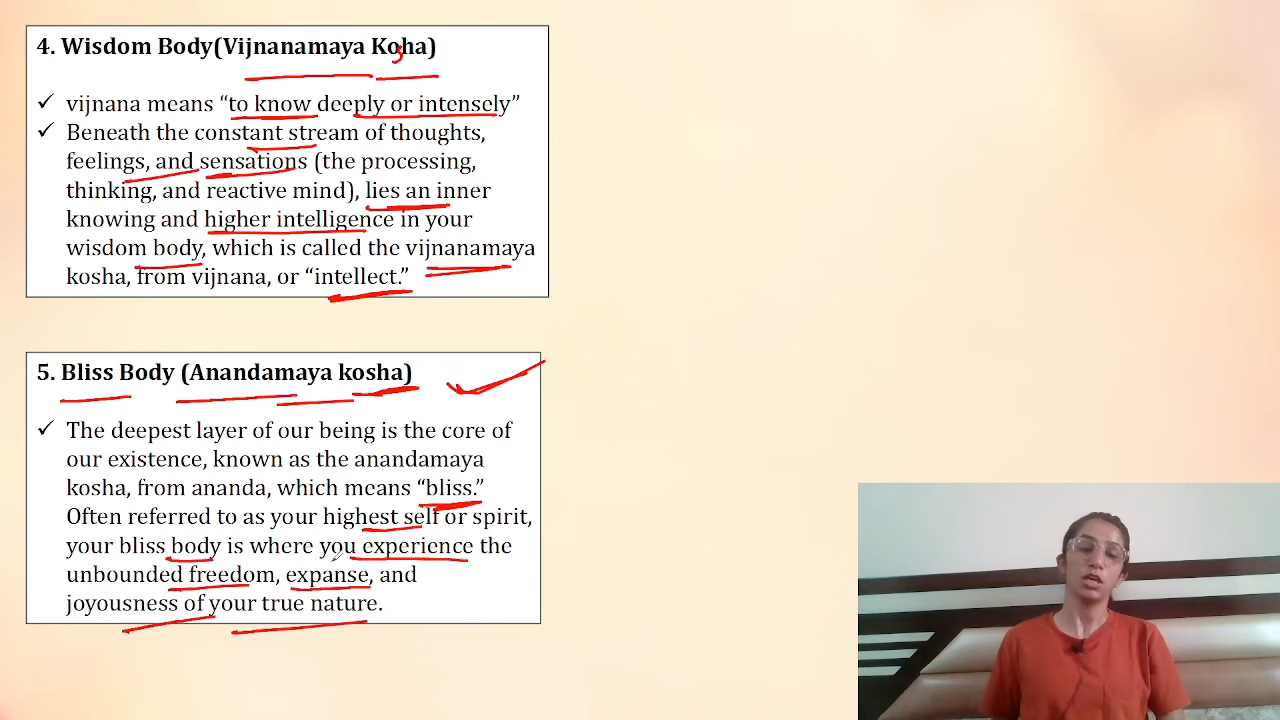 4. Wisdom Body(Vijnanamaya Koha)
s
✓ vijnana means “to know deeply or intensely”
✓ Beneath the constant stream of thoughts,
feelings, and sensations (the processing,
thinking, and reactive mind), lies an inner
knowing and higher intelligence in your
wisdom body, which is called the vijnanamaya
kosha, from vijnana, or “intellect.”
5. Bliss Body (Anandamaya kosha)
✓ The deepest layer of our being is the core of
our existence, known as the anandamaya
kosha, from ananda, which means “bliss.”
Often referred to as your highest self or spirit,
your bliss body is where you experience the
unbounded freedom, expanse, and
joyousness of your true nature.